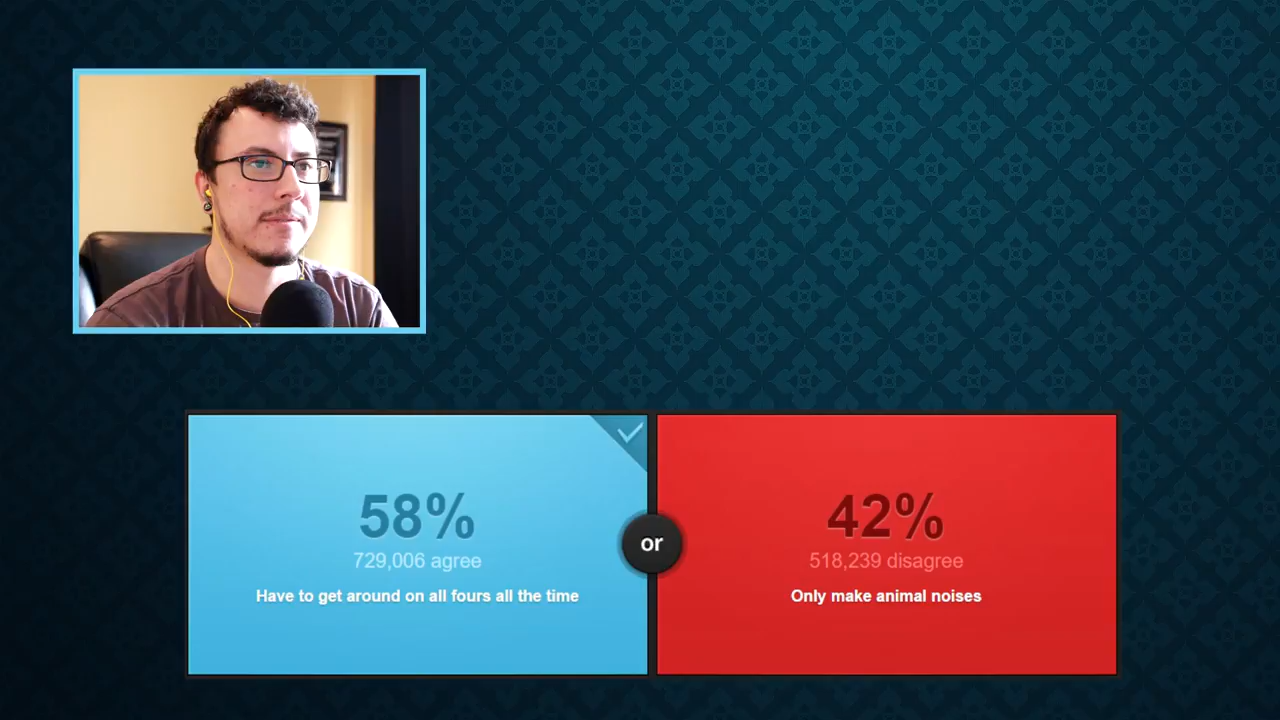 58%
729,006 agree
Have to get around on all fours all the time
or
42%
518,239 disagree
Only make animal noises